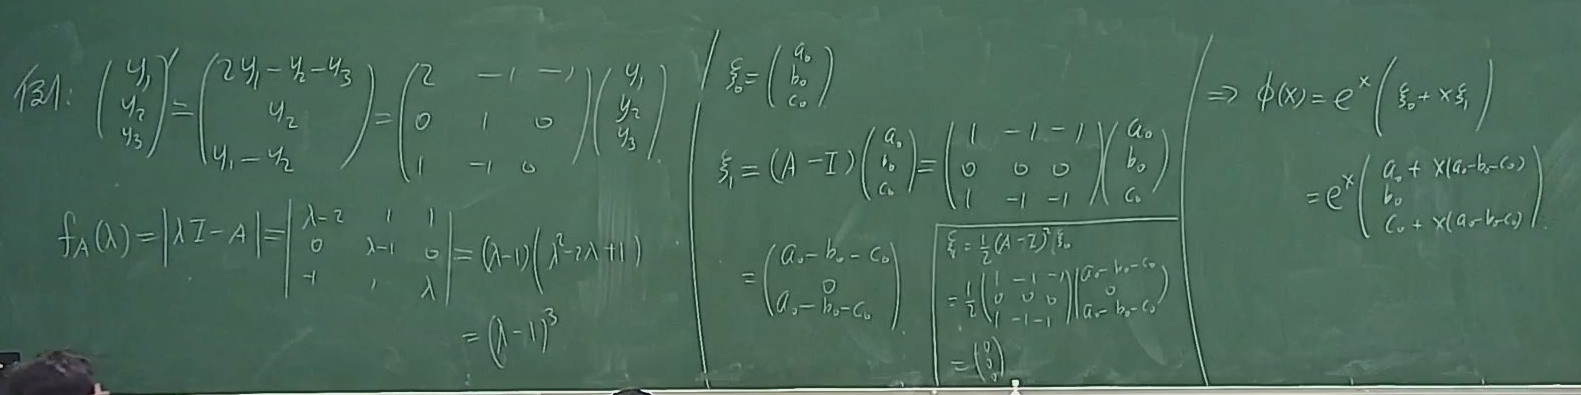 例1: $\begin{pmatrix} y_1 \\ y_2 \\ y_3 \end{pmatrix}' = \begin{pmatrix} 2y_1 - y_2 - y_3 \\ y_2 \\ y_1 - y_2 \end{pmatrix} = \begin{pmatrix} 2 & -1 & -1 \\ 0 & 1 & 0 \\ 1 & -1 & 0 \end{pmatrix} \begin{pmatrix} y_1 \\ y_2 \\ y_3 \end{pmatrix}$
$f_A(\lambda) = |\lambda I - A| = \begin{vmatrix} \lambda-2 & 1 & 1 \\ 0 & \lambda-1 & 0 \\ -1 & 1 & \lambda \end{vmatrix} = (\lambda-1)(\lambda^2-2\lambda+1)$
$= (\lambda-1)^3$
$\xi_0 = \begin{pmatrix} a_0 \\ b_0 \\ c_0 \end{pmatrix}$
$\xi_1 = (A-I) \begin{pmatrix} a_0 \\ b_0 \\ c_0 \end{pmatrix} = \begin{pmatrix} 1 & -1 & -1 \\ 0 & 0 & 0 \\ 1 & -1 & -1 \end{pmatrix} \begin{pmatrix} a_0 \\ b_0 \\ c_0 \end{pmatrix}$
$= \begin{pmatrix} a_0 - b_0 - c_0 \\ 0 \\ a_0 - b_0 - c_0 \end{pmatrix}$
$= \frac{1}{2}(A-I)^2 \xi_0$
$= \frac{1}{2} \begin{pmatrix} 1 & -1 & -1 \\ 0 & 0 & 0 \\ 1 & -1 & -1 \end{pmatrix} \begin{pmatrix} a_0 - b_0 - c_0 \\ 0 \\ a_0 - b_0 - c_0 \end{pmatrix}$
$= \begin{pmatrix} 0 \\ 0 \\ 0 \end{pmatrix}$
$\Rightarrow \phi(x) = e^x \left( \xi_0 + x\xi_1 \right)$
$= e^x \begin{pmatrix} a_0 + x(a_0 - b_0 - c_0) \\ b_0 \\ c_0 + x(a_0 - b_0 - c_0) \end{pmatrix}$